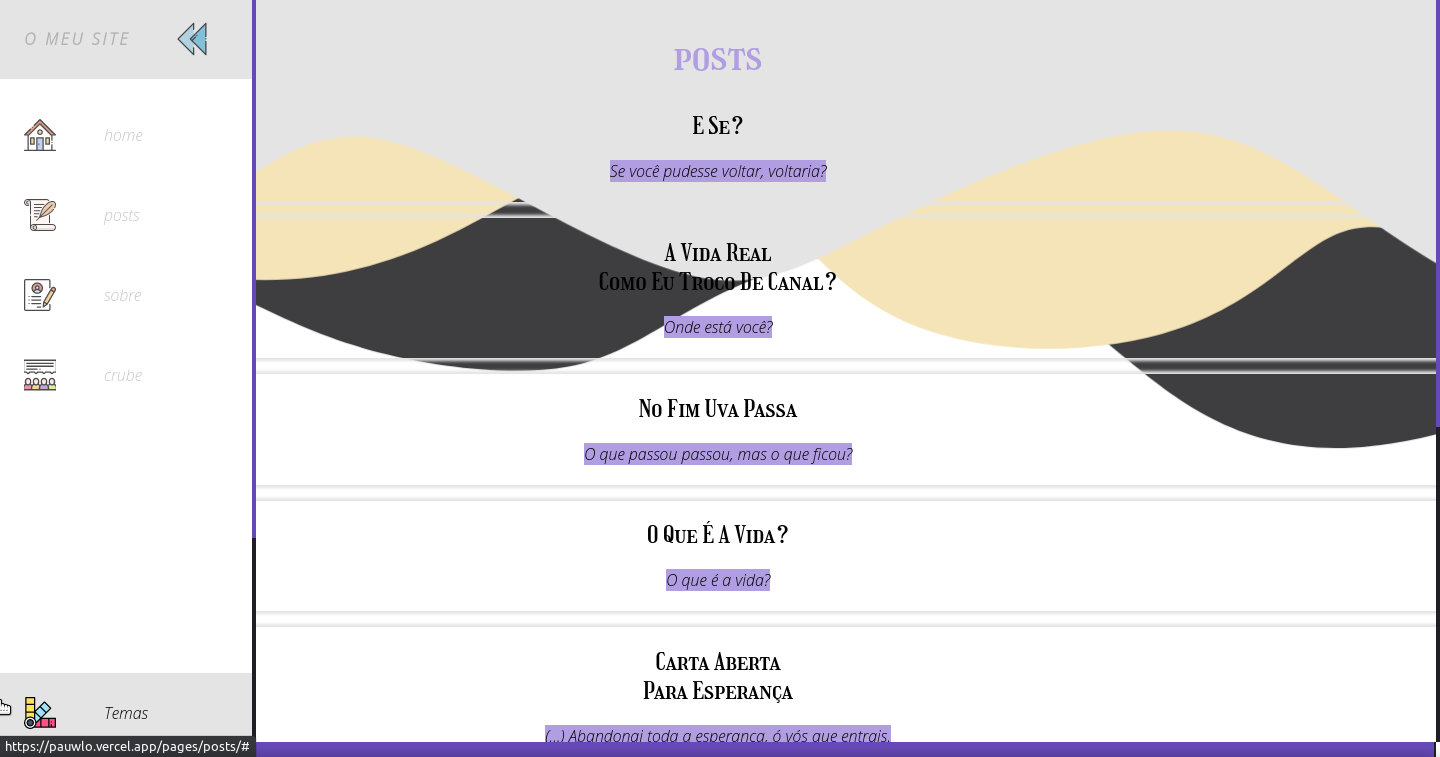 O MEU SITE
home
posts
sobre
crube
Temas
https://pauwlo.vercel.app/pages/posts/#
POSTS
E Se?
Se você pudesse voltar, voltaria?
A Vida Real
Como Eu Troco De Canal?
Onde está você?
No Fim Uva Passa
O que passou passou, mas o que ficou?
O Que É A Vida?
O que é a vida?
Carta Aberta
Para Esperança
(...) Abandonai toda a esperança, ó vós que entrais.